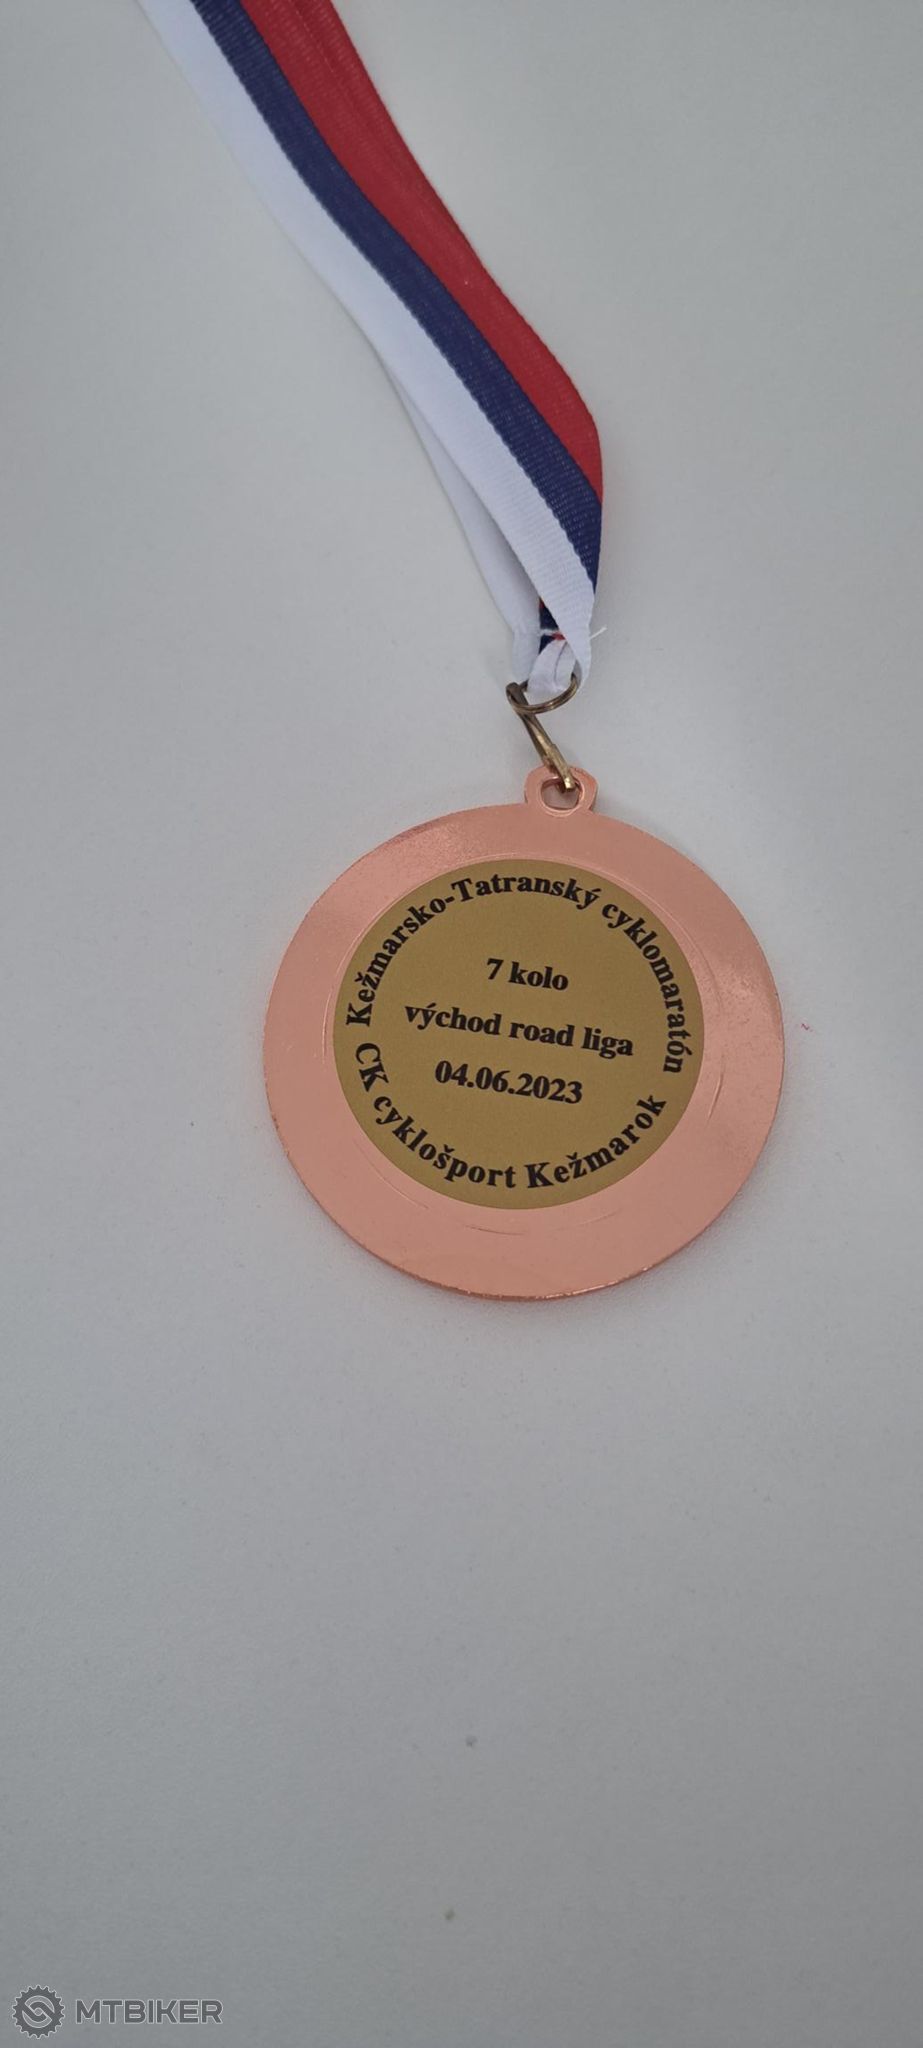 Kežmarsko-Tatranský cyklomaratón
7 kolo
východ road liga
04.06.2023
CK cyklošport Kežmarok
MTBIKER